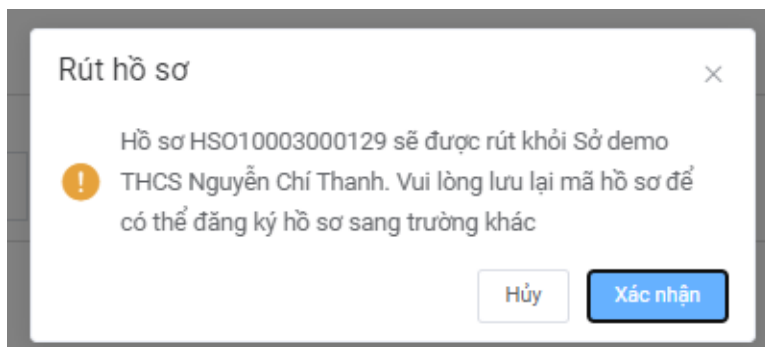 Rút hồ sơ
Hồ sơ HSO10003000129 sẽ được rút khỏi Sở demo
THCS Nguyễn Chí Thanh. Vui lòng lưu lại mã hồ sơ để
có thể đăng ký hồ sơ sang trường khác
Hủy
Xác nhận